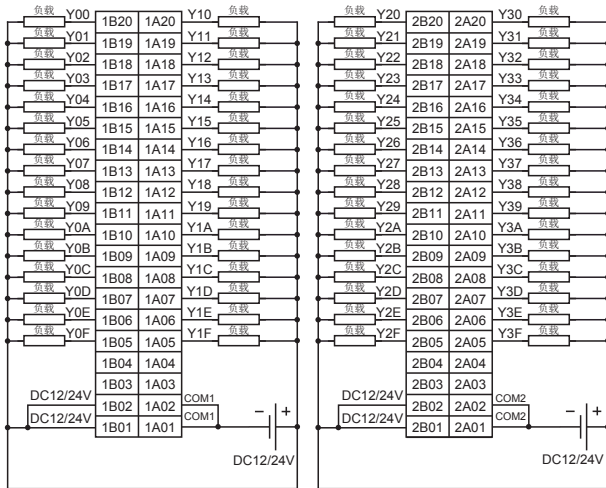 负载 Y00 1B20 1A20 Y10 负载 负载 Y20 2B20 2A20 Y30 负载
负载 Y01 1B19 1A19 Y11 负载 负载 Y21 2B19 2A19 Y31 负载
负载 Y02 1B18 1A18 Y12 负载 负载 Y22 2B18 2A18 Y32 负载
负载 Y03 1B17 1A17 Y13 负载 负载 Y23 2B17 2A17 Y33 负载
负载 Y04 1B16 1A16 Y14 负载 负载 Y24 2B16 2A16 Y34 负载
负载 Y05 1B15 1A15 Y15 负载 负载 Y25 2B15 2A15 Y35 负载
负载 Y06 1B14 1A14 Y16 负载 负载 Y26 2B14 2A14 Y36 负载
负载 Y07 1B13 1A13 Y17 负载 负载 Y27 2B13 2A13 Y37 负载
负载 Y08 1B12 1A12 Y18 负载 负载 Y28 2B12 2A12 Y38 负载
负载 Y09 1B11 1A11 Y19 负载 负载 Y29 2B11 2A11 Y39 负载
负载 Y0A 1B10 1A10 Y1A 负载 负载 Y2A 2B10 2A10 Y3A 负载
负载 Y0B 1B09 1A09 Y1B 负载 负载 Y2B 2B09 2A09 Y3B 负载
负载 Y0C 1B08 1A08 Y1C 负载 负载 Y2C 2B08 2A08 Y3C 负载
负载 Y0D 1B07 1A07 Y1D 负载 负载 Y2D 2B07 2A07 Y3D 负载
负载 Y0E 1B06 1A06 Y1E 负载 负载 Y2E 2B06 2A06 Y3E 负载
负载 Y0F 1B05 1A05 Y1F 负载 负载 Y2F 2B05 2A05 Y3F 负载
1B04 1A04 2B04 2A04
1B03 1A03 2B03 2A03
DC12/24V 1B02 1A02 COM1 DC12/24V 2B02 2A02 COM2
DC12/24V 1B01 1A01 COM1 − + DC12/24V 2B01 2A01 COM2 − +
DC12/24V DC12/24V